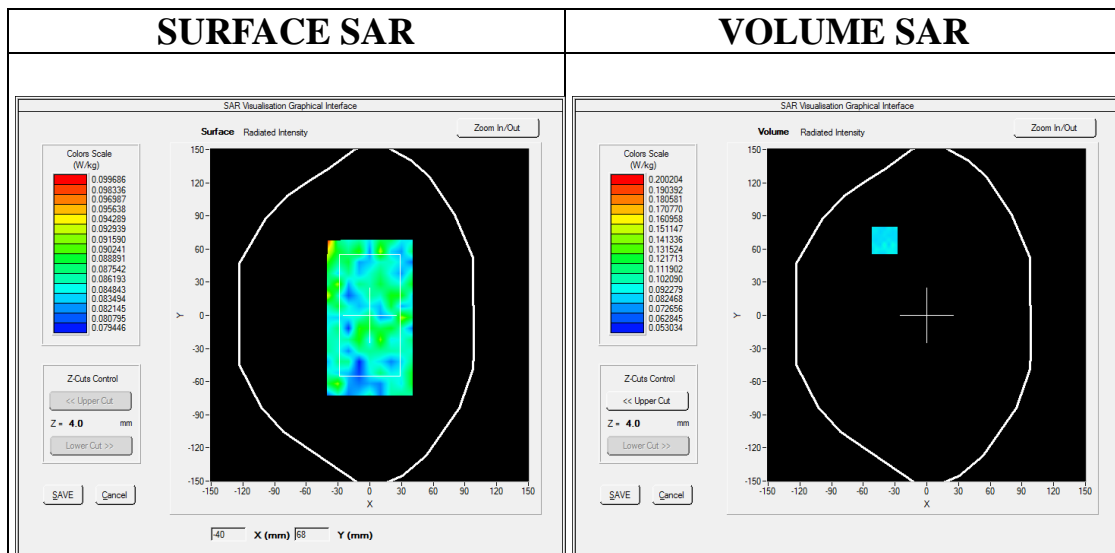 SURFACE SAR
VOLUME SAR
SAR Visualisation Graphical Interface
Surface Radiated Intensity
Zoom In/Out
Colors Scale
(W/kg)
0.099686
0.098336
0.096987
0.095638
0.094289
0.092939
0.091590
0.090241
0.088891
0.087542
0.086193
0.084843
0.083494
0.082145
0.080795
0.079446
Z-Cuts Control
<< Upper Cut
Z = 4.0 mm
Lower Cut >>
SAVE Cancel
150
120
90
60
30
0
-30
-60
-90
-120
-150
Y
-150 -120 -90 -60 -30 0 30 60 90 120 150
X
-40 X (mm) 68 Y (mm)
SAR Visualisation Graphical Interface
Volume Radiated Intensity
Zoom In/Out
Colors Scale
(W/kg)
0.200204
0.190392
0.180581
0.170770
0.160958
0.151147
0.141336
0.131524
0.121713
0.111902
0.102090
0.092279
0.082468
0.072656
0.062845
0.053034
Z-Cuts Control
<< Upper Cut
Z = 4.0 mm
Lower Cut >>
SAVE Cancel
150
120
90
60
30
0
-30
-60
-90
-120
-150
Y
-150 -120 -90 -60 -30 0 30 60 90 120 150
X